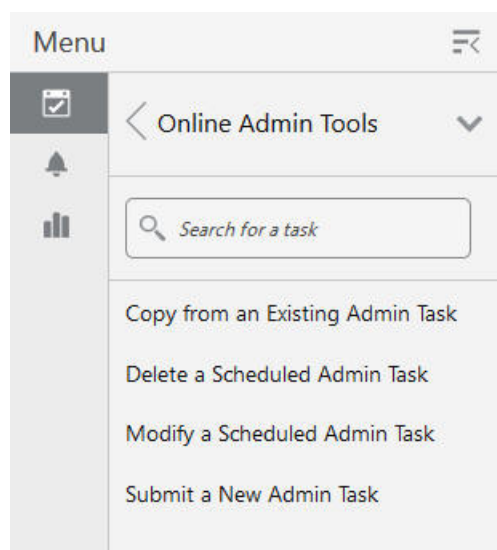 Menu
Online Admin Tools
Search for a task
Copy from an Existing Admin Task
Delete a Scheduled Admin Task
Modify a Scheduled Admin Task
Submit a New Admin Task